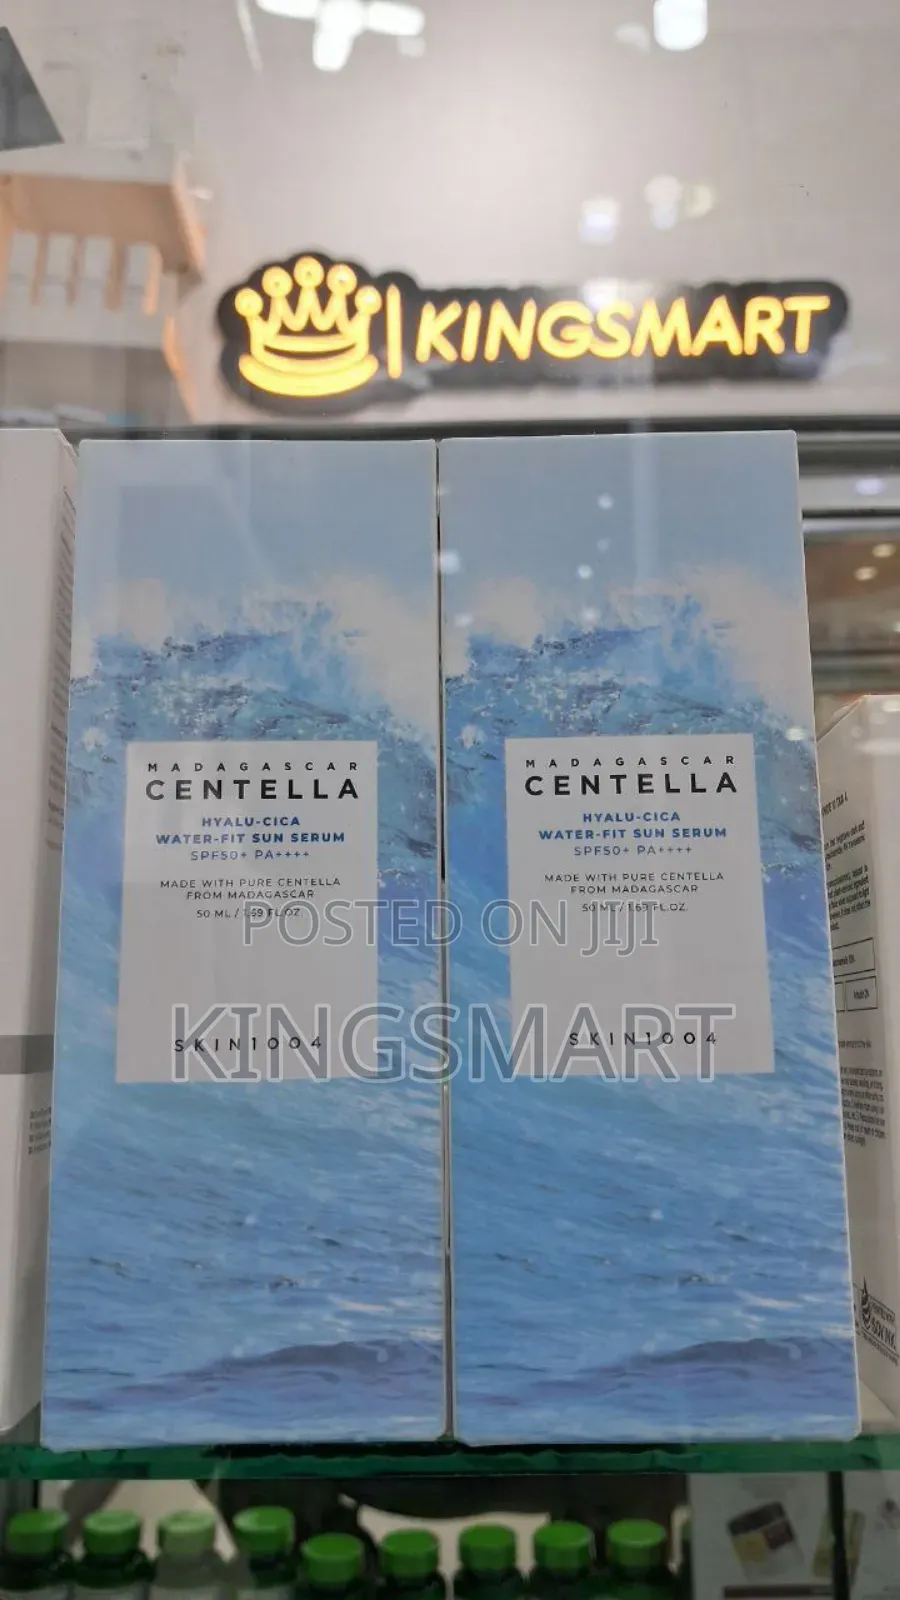 KINGSMART
MADAGASCAR
CENTELLA
HYALU-CICA
WATER-FIT SUN SERUM
SPF50+ PA++++
MADE WITH PURE CENTELLA
FROM MADAGASCAR
50 ML / 1.69 FL.OZ.
SKIN1004
MADAGASCAR
CENTELLA
HYALU-CICA
WATER-FIT SUN SERUM
SPF50+ PA++++
MADE WITH PURE CENTELLA
FROM MADAGASCAR
50 ML / 1.69 FL.OZ.
SKIN1004
POSTED ON JIJI
KINGSMART